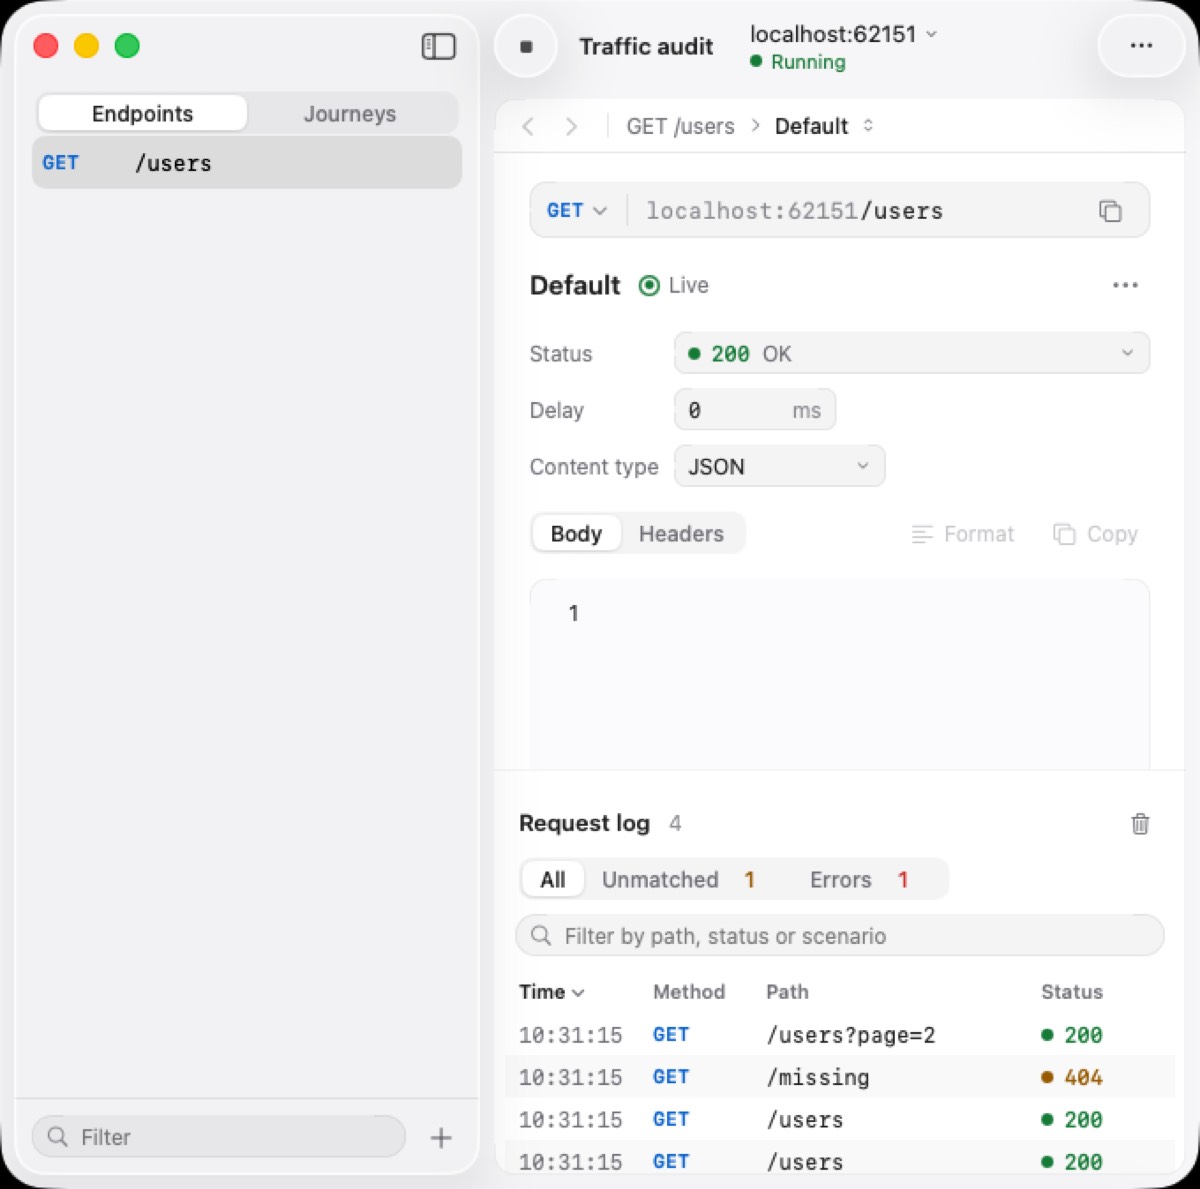 Endpoints Journeys
GET /users
Filter
Traffic audit
localhost:62151
Running
GET /users > Default
GET localhost:62151/users
Default Live
Status 200 OK
Delay 0 ms
Content type JSON
Body Headers Format Copy
1
Request log 4
All Unmatched 1 Errors 1
Filter by path, status or scenario
Time Method Path Status
10:31:15 GET /users?page=2 200
10:31:15 GET /missing 404
10:31:15 GET /users 200
10:31:15 GET /users 200